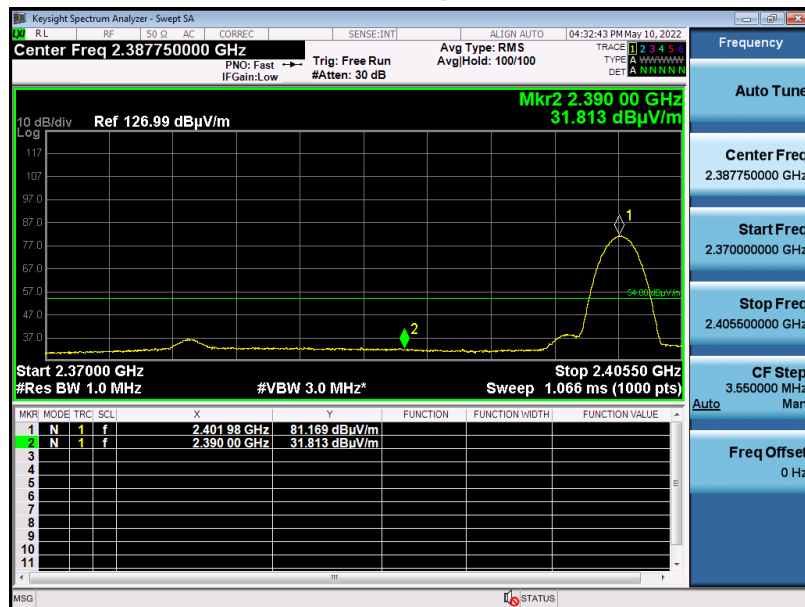 Keysight Spectrum Analyzer - Swept SA
LXI RL RF 50 Ω AC CORREC SENSE:INT ALIGN AUTO 04:32:43 PM May 10, 2022
Center Freq 2.387750000 GHz
PNO: Fast
IFGain:Low
Trig: Free Run
#Atten: 30 dB
Avg Type: RMS
Avg|Hold: 100/100
TRACE 1 2 3 4 5 6
TYPE A WWWWW
DET A N N N N N
Mkr2 2.390 00 GHz
31.813 dBµV/m
10 dB/div Ref 126.99 dBµV/m
Log
117
107
97.0
87.0
77.0
67.0
57.0
47.0
37.0
1
54.00 dBµV/m
2
Start 2.37000 GHz Stop 2.40550 GHz
#Res BW 1.0 MHz #VBW 3.0 MHz* Sweep 1.066 ms (1000 pts)
MKR MODE TRC SCL X Y FUNCTION FUNCTION WIDTH FUNCTION VALUE
1 N 1 f 2.401 98 GHz 81.169 dBµV/m
2 N 1 f 2.390 00 GHz 31.813 dBµV/m
3
4
5
6
7
8
9
10
11
MSG STATUS
Frequency
Auto Tune
Center Freq
2.387750000 GHz
Start Freq
2.370000000 GHz
Stop Freq
2.405500000 GHz
CF Step
3.550000 MHz
Auto Man
Freq Offset
0 Hz